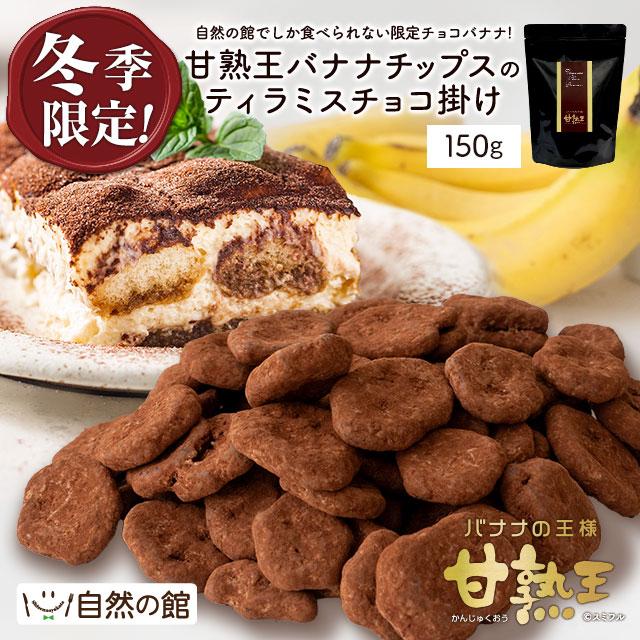 冬季
限定!
自然の館でしか食べられない限定チョコバナナ!
甘熟王バナナチップスの
ティラミスチョコ掛け
150g
甘熟王
バナナの王様
甘熟王
かんじゅくおう
©スミフル
自然の館